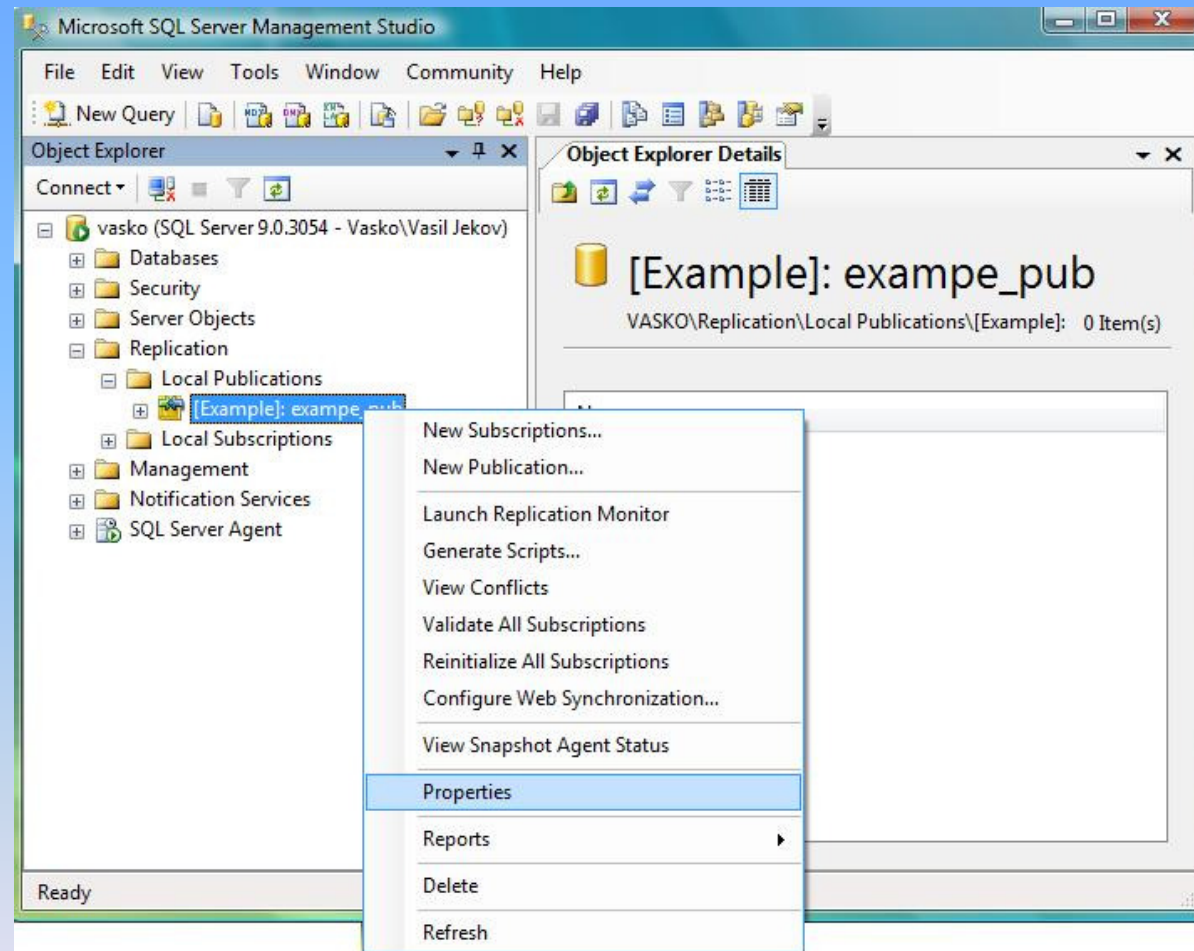 Microsoft SQL Server Management Studio
File Edit View Tools Window Community Help
New Query
Object Explorer
Connect
vasko (SQL Server 9.0.3054 - Vasko\Vasil Jekov)
Databases
Security
Server Objects
Replication
Local Publications
[Example]: exampe_pub
Local Subscriptions
Management
Notification Services
SQL Server Agent
Object Explorer Details
[Example]: exampe_pub
VASKO\Replication\Local Publications\[Example]: 0 Item(s)
New Subscriptions...
New Publication...
Launch Replication Monitor
Generate Scripts...
View Conflicts
Validate All Subscriptions
Reinitialize All Subscriptions
Configure Web Synchronization...
View Snapshot Agent Status
Properties
Reports
Delete
Refresh
Ready